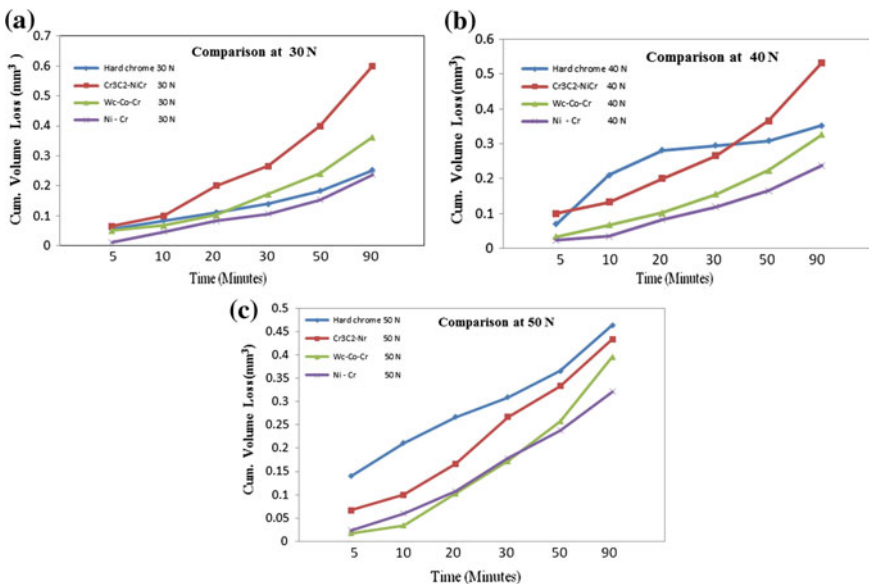 (a)
0.7
0.6
0.5
0.4
0.3
0.2
0.1
0
Cum. Volume Loss (mm³)
Comparison at 30 N
Hard chrome 30 N
Cr3C2-NiCr 30 N
Wc-Co-Cr 30 N
Ni - Cr 30 N
5 10 20 30 50 90
Time (Minutes)
(b)
0.6
0.5
0.4
0.3
0.2
0.1
0
Cum. Volume Loss (mm³)
Comparison at 40 N
Hard chrome 40 N
Cr3C2-NiCr 40 N
Wc-Co-Cr 40 N
Ni - Cr 40 N
5 10 20 30 50 90
Time (Minutes)
(c)
0.5
0.45
0.4
0.35
0.3
0.25
0.2
0.15
0.1
0.05
0
Cum. Volume Loss(mm³)
Comparison at 50 N
Hard chrome 50 N
Cr3C2-Nr 50 N
Wc-Co-Cr 50 N
Ni - Cr 50 N
5 10 20 30 50 90
Time (Minutes)